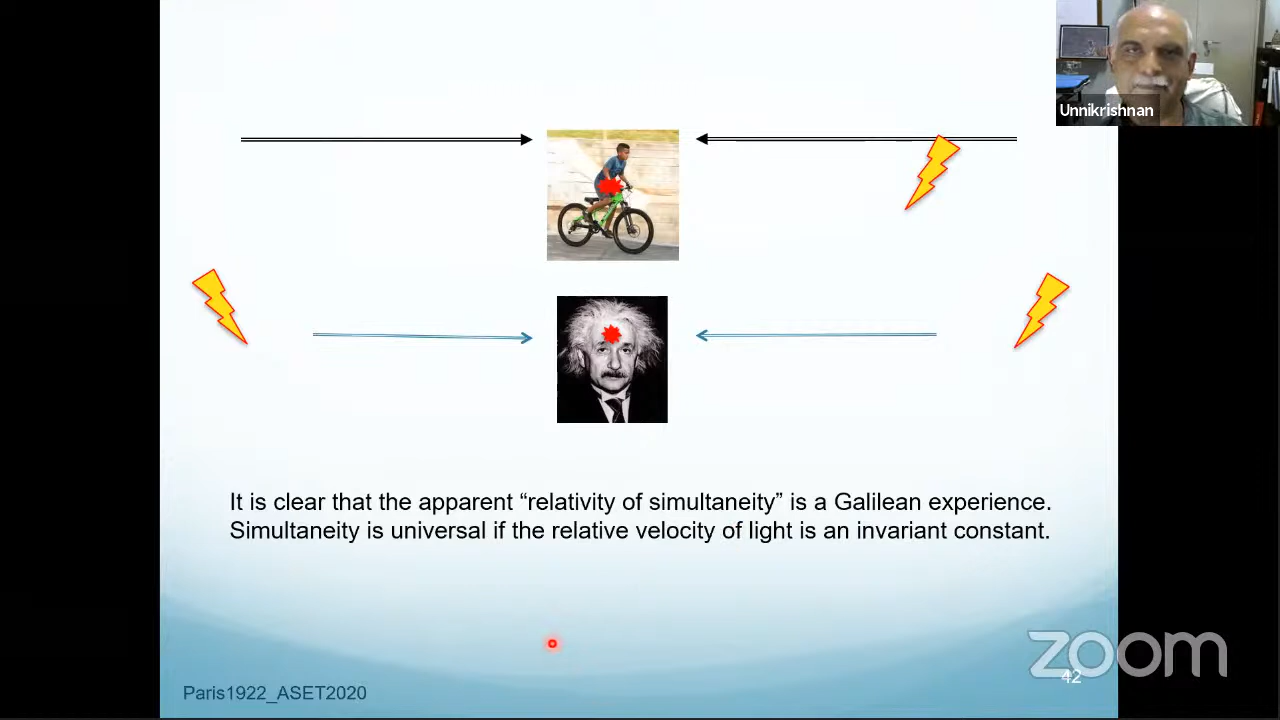 Unnikrishnan
It is clear that the apparent “relativity of simultaneity” is a Galilean experience.
Simultaneity is universal if the relative velocity of light is an invariant constant.
zoom
42
Paris1922_ASET2020